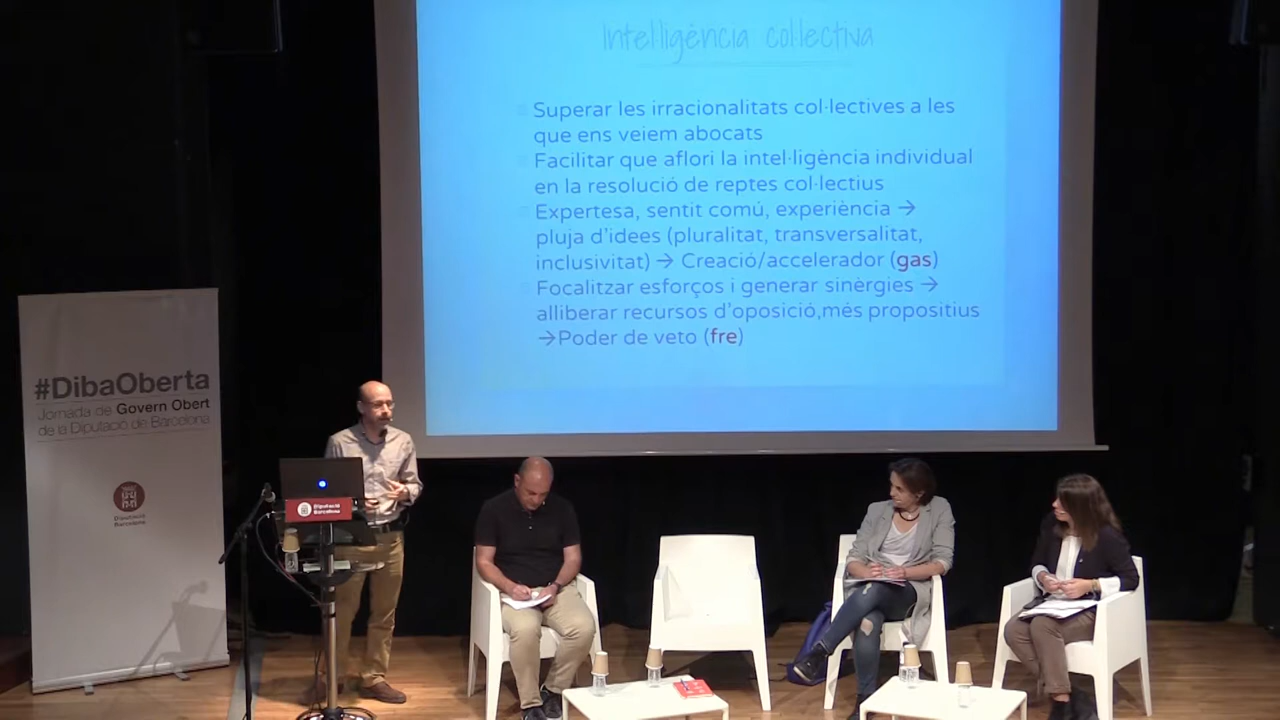 Intel·ligència col·lectiva
Superar les irracionalitats col·lectives a les
que ens veiem abocats
Facilitar que aflori la intel·ligència individual
en la resolució de reptes col·lectius
Expertesa, sentit comú, experiència →
pluja d'idees (pluralitat, transversalitat,
inclusivitat) → Creació/accelerador (gas)
Focalitzar esforços i generar sinèrgies →
alliberar recursos d'oposició,més propositius
→Poder de veto (fre)
#DibaOberta
Jornada de Govern Obert
de la Diputació de Barcelona
Diputació
Barcelona
Diputació
Barcelona